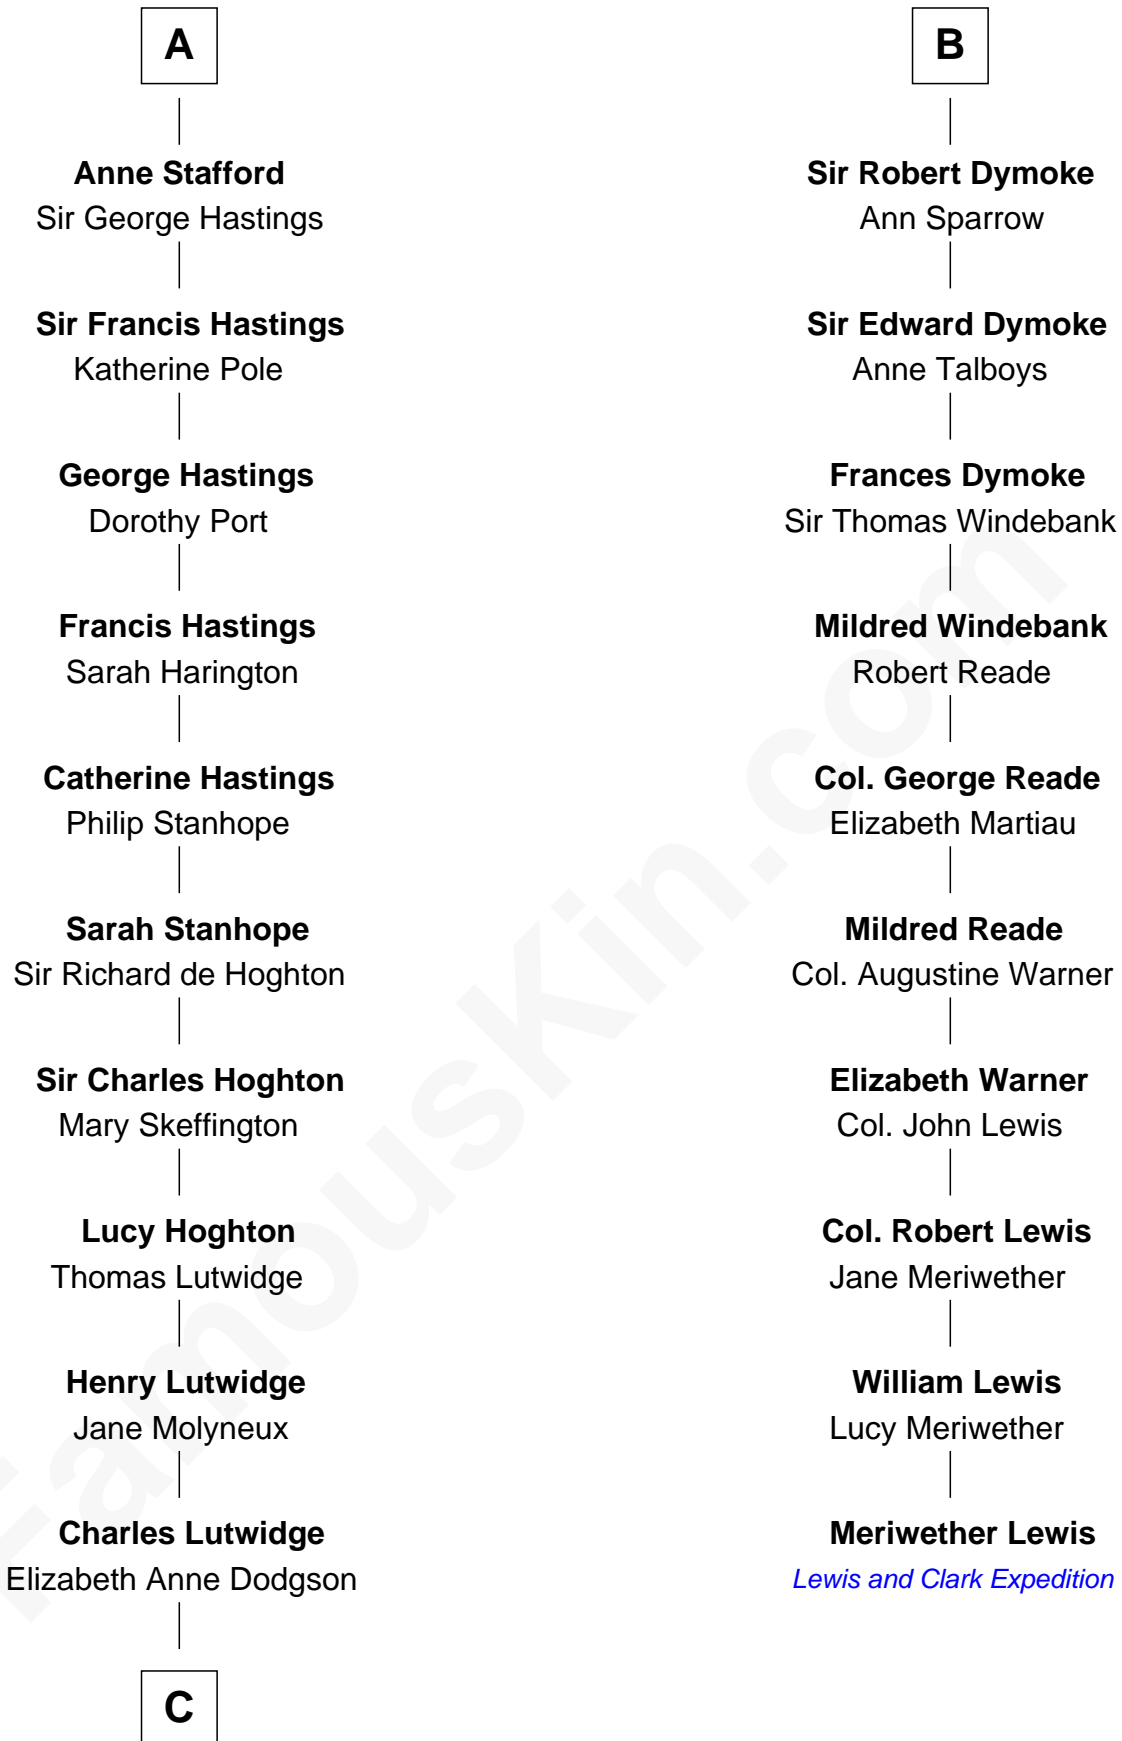 A
Anne Stafford
Sir George Hastings
Sir Francis Hastings
Katherine Pole
George Hastings
Dorothy Port
Francis Hastings
Sarah Harington
Catherine Hastings
Philip Stanhope
Sarah Stanhope
Sir Richard de Hoghton
Sir Charles Hoghton
Mary Skeffington
Lucy Hoghton
Thomas Lutwidge
Henry Lutwidge
Jane Molyneux
Charles Lutwidge
Elizabeth Anne Dodgson
C
B
Sir Robert Dymoke
Ann Sparrow
Sir Edward Dymoke
Anne Talboys
Frances Dymoke
Sir Thomas Windebank
Mildred Windebank
Robert Reade
Col. George Reade
Elizabeth Martiau
Mildred Reade
Col. Augustine Warner
Elizabeth Warner
Col. John Lewis
Col. Robert Lewis
Jane Meriwether
William Lewis
Lucy Meriwether
Meriwether Lewis
Lewis and Clark Expedition
FamousKin.com